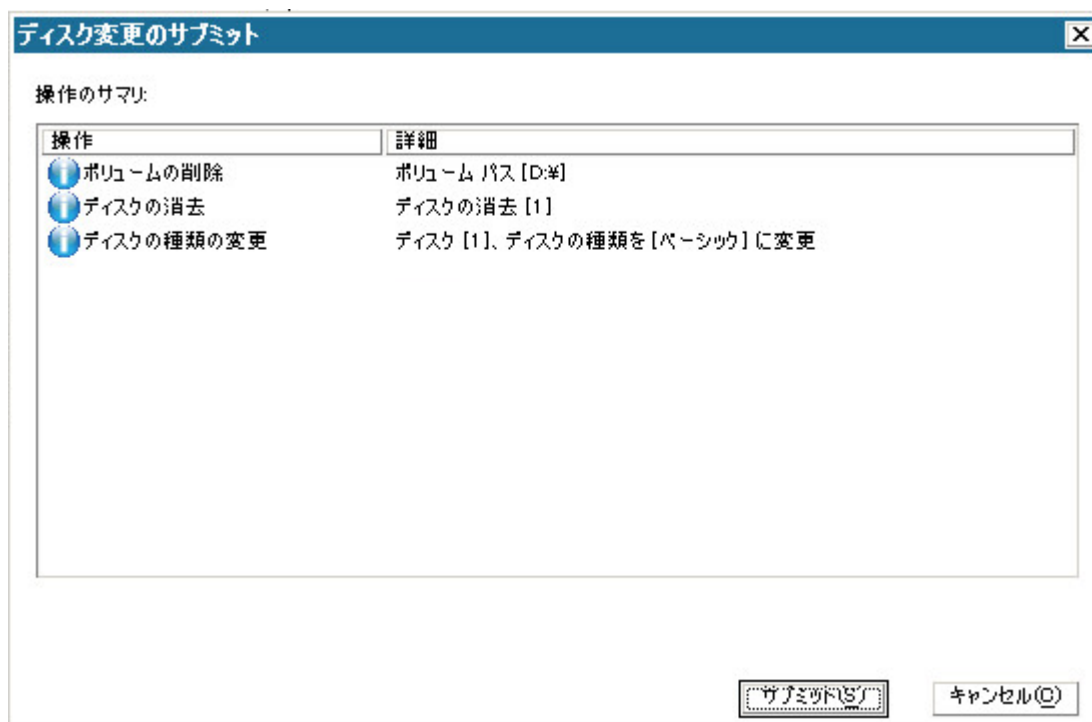 ディスク変更のサブミット
操作のサマリ:
操作 詳細
ボリュームの削除 ボリューム パス [D:¥]
ディスクの消去 ディスクの消去 [1]
ディスクの種類の変更 ディスク [1]、ディスクの種類を [ベーシック] に変更
サブミット(S) キャンセル(C)